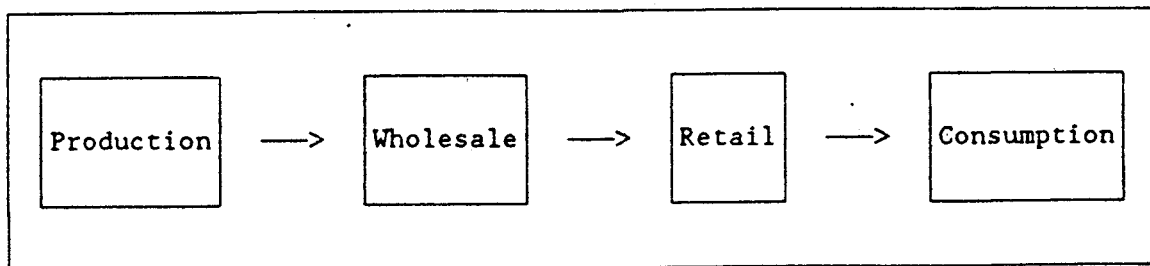 Production ——> Wholesale ——> Retail ——> Consumption